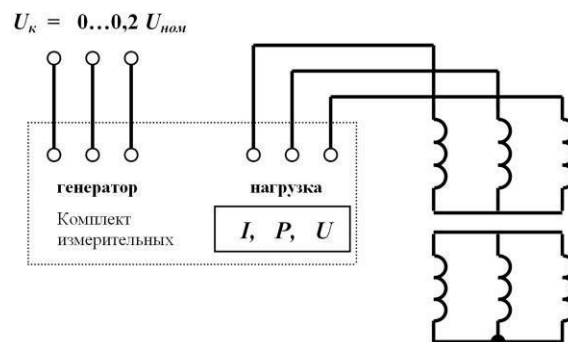 Uк = 0...0,2 Uном
генератор
нагрузка
Комплект
измерительных
I, P, U